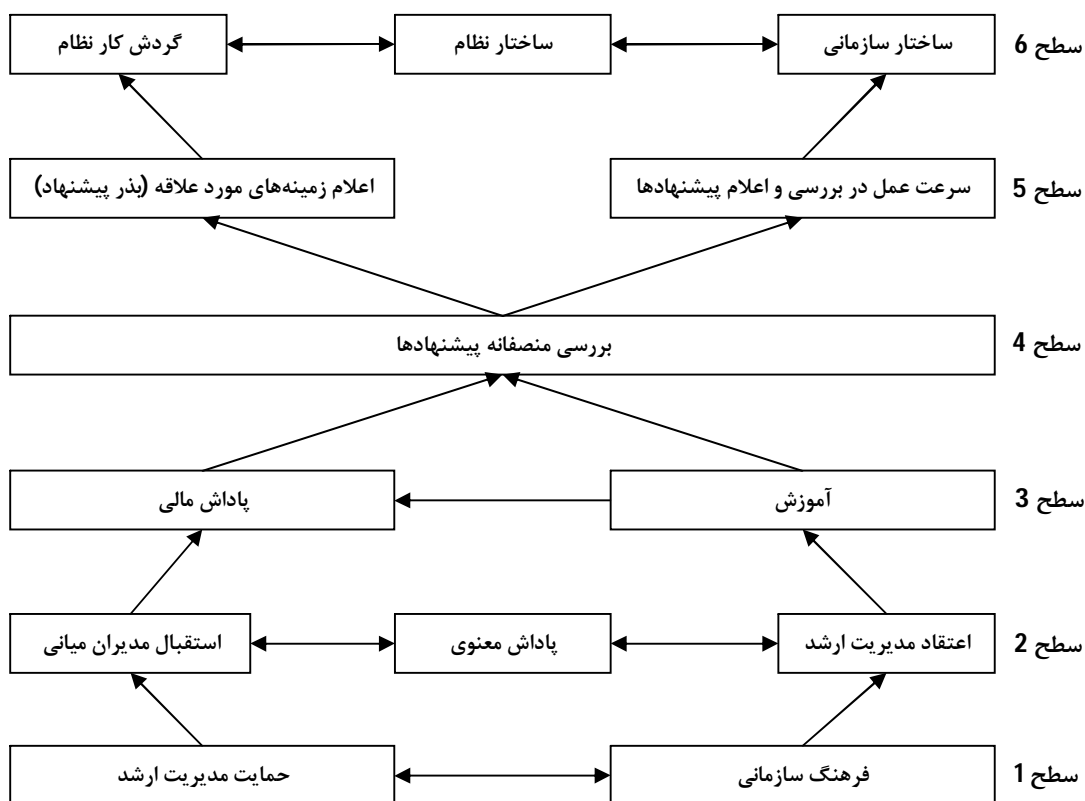 سطح 6
ساختار سازمانی
ساختار نظام
گردش کار نظام
سطح 5
سرعت عمل در بررسی و اعلام پیشنهادها
اعلام زمینه‌های مورد علاقه (بذر پیشنهاد)
سطح 4
بررسی منصفانه پیشنهادها
سطح 3
آموزش
پاداش مالی
سطح 2
اعتقاد مدیریت ارشد
پاداش معنوی
استقبال مدیران میانی
سطح 1
فرهنگ سازمانی
حمایت مدیریت ارشد